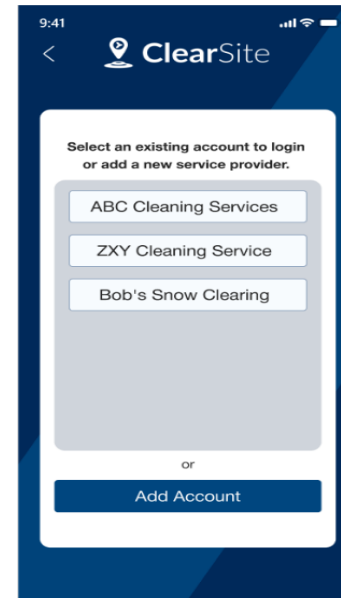 9:41
ClearSite
Select an existing account to login
or add a new service provider.
ABC Cleaning Services
ZXY Cleaning Service
Bob's Snow Clearing
or
Add Account